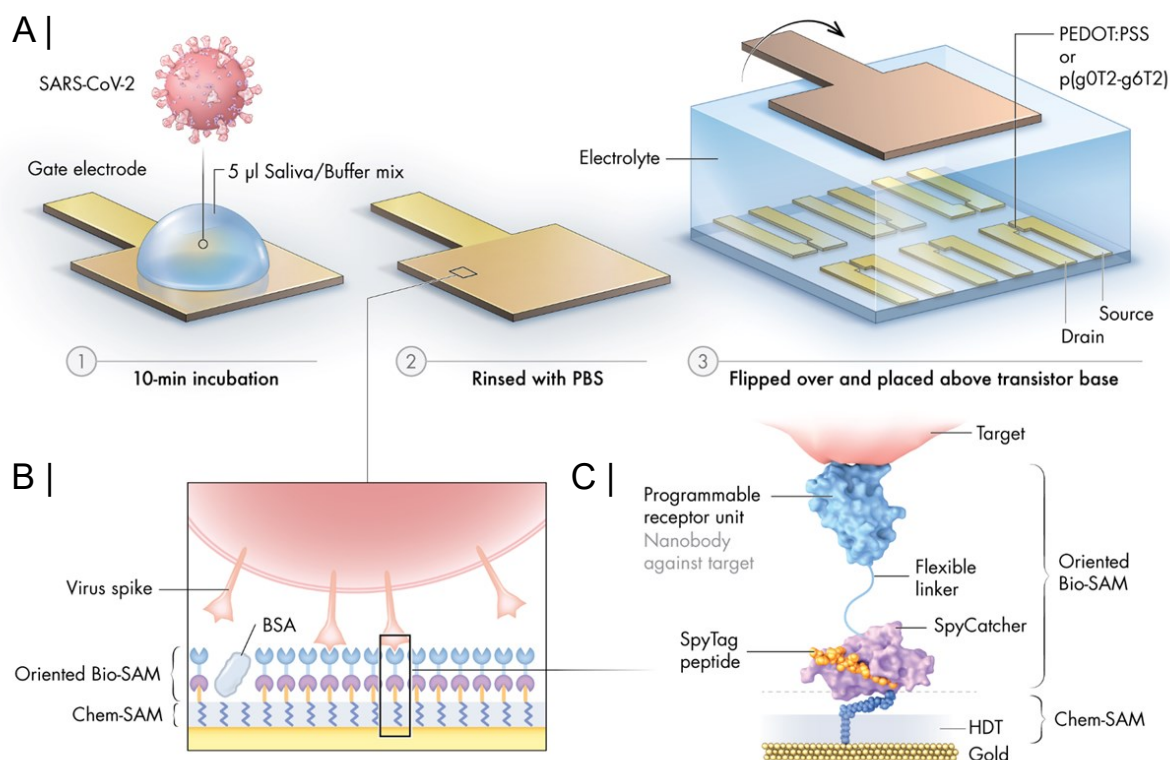 A |
SARS-CoV-2
Gate electrode
5 µl Saliva/Buffer mix
Electrolyte
PEDOT:PSS
or
p(g0T2-g6T2)
Source
Drain
1
10-min incubation
2
Rinsed with PBS
3
Flipped over and placed above transistor base
B |
Virus spike
BSA
Oriented Bio-SAM
Chem-SAM
C |
Target
Programmable
receptor unit
Nanobody
against target
Flexible
linker
Oriented
Bio-SAM
SpyTag
peptide
SpyCatcher
HDT
Chem-SAM
Gold